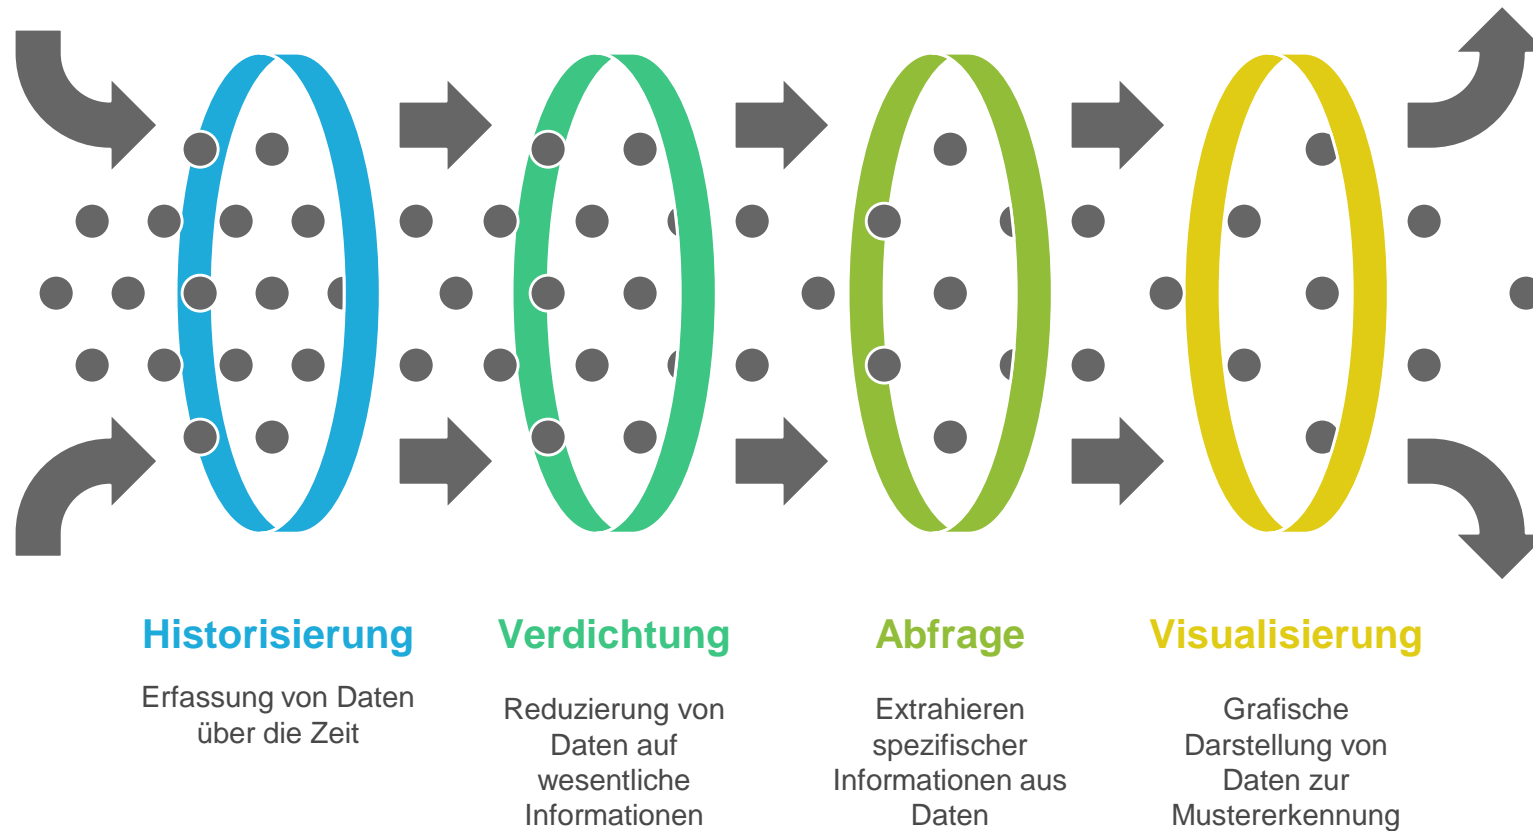 Historisierung
Erfassung von Daten
über die Zeit
Verdichtung
Reduzierung von
Daten auf
wesentliche
Informationen
Abfrage
Extrahieren
spezifischer
Informationen aus
Daten
Visualisierung
Grafische
Darstellung von
Daten zur
Mustererkennung